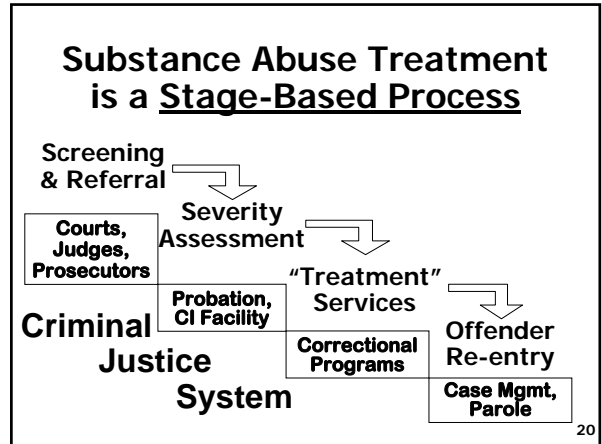 Substance Abuse Treatment
is a Stage-Based Process
Screening
& Referral
Severity
Assessment
“Treatment”
Services
Offender
Re-entry
Courts,
Judges,
Prosecutors
Probation,
CI Facility
Correctional
Programs
Case Mgmt,
Parole
Criminal
Justice
System
20